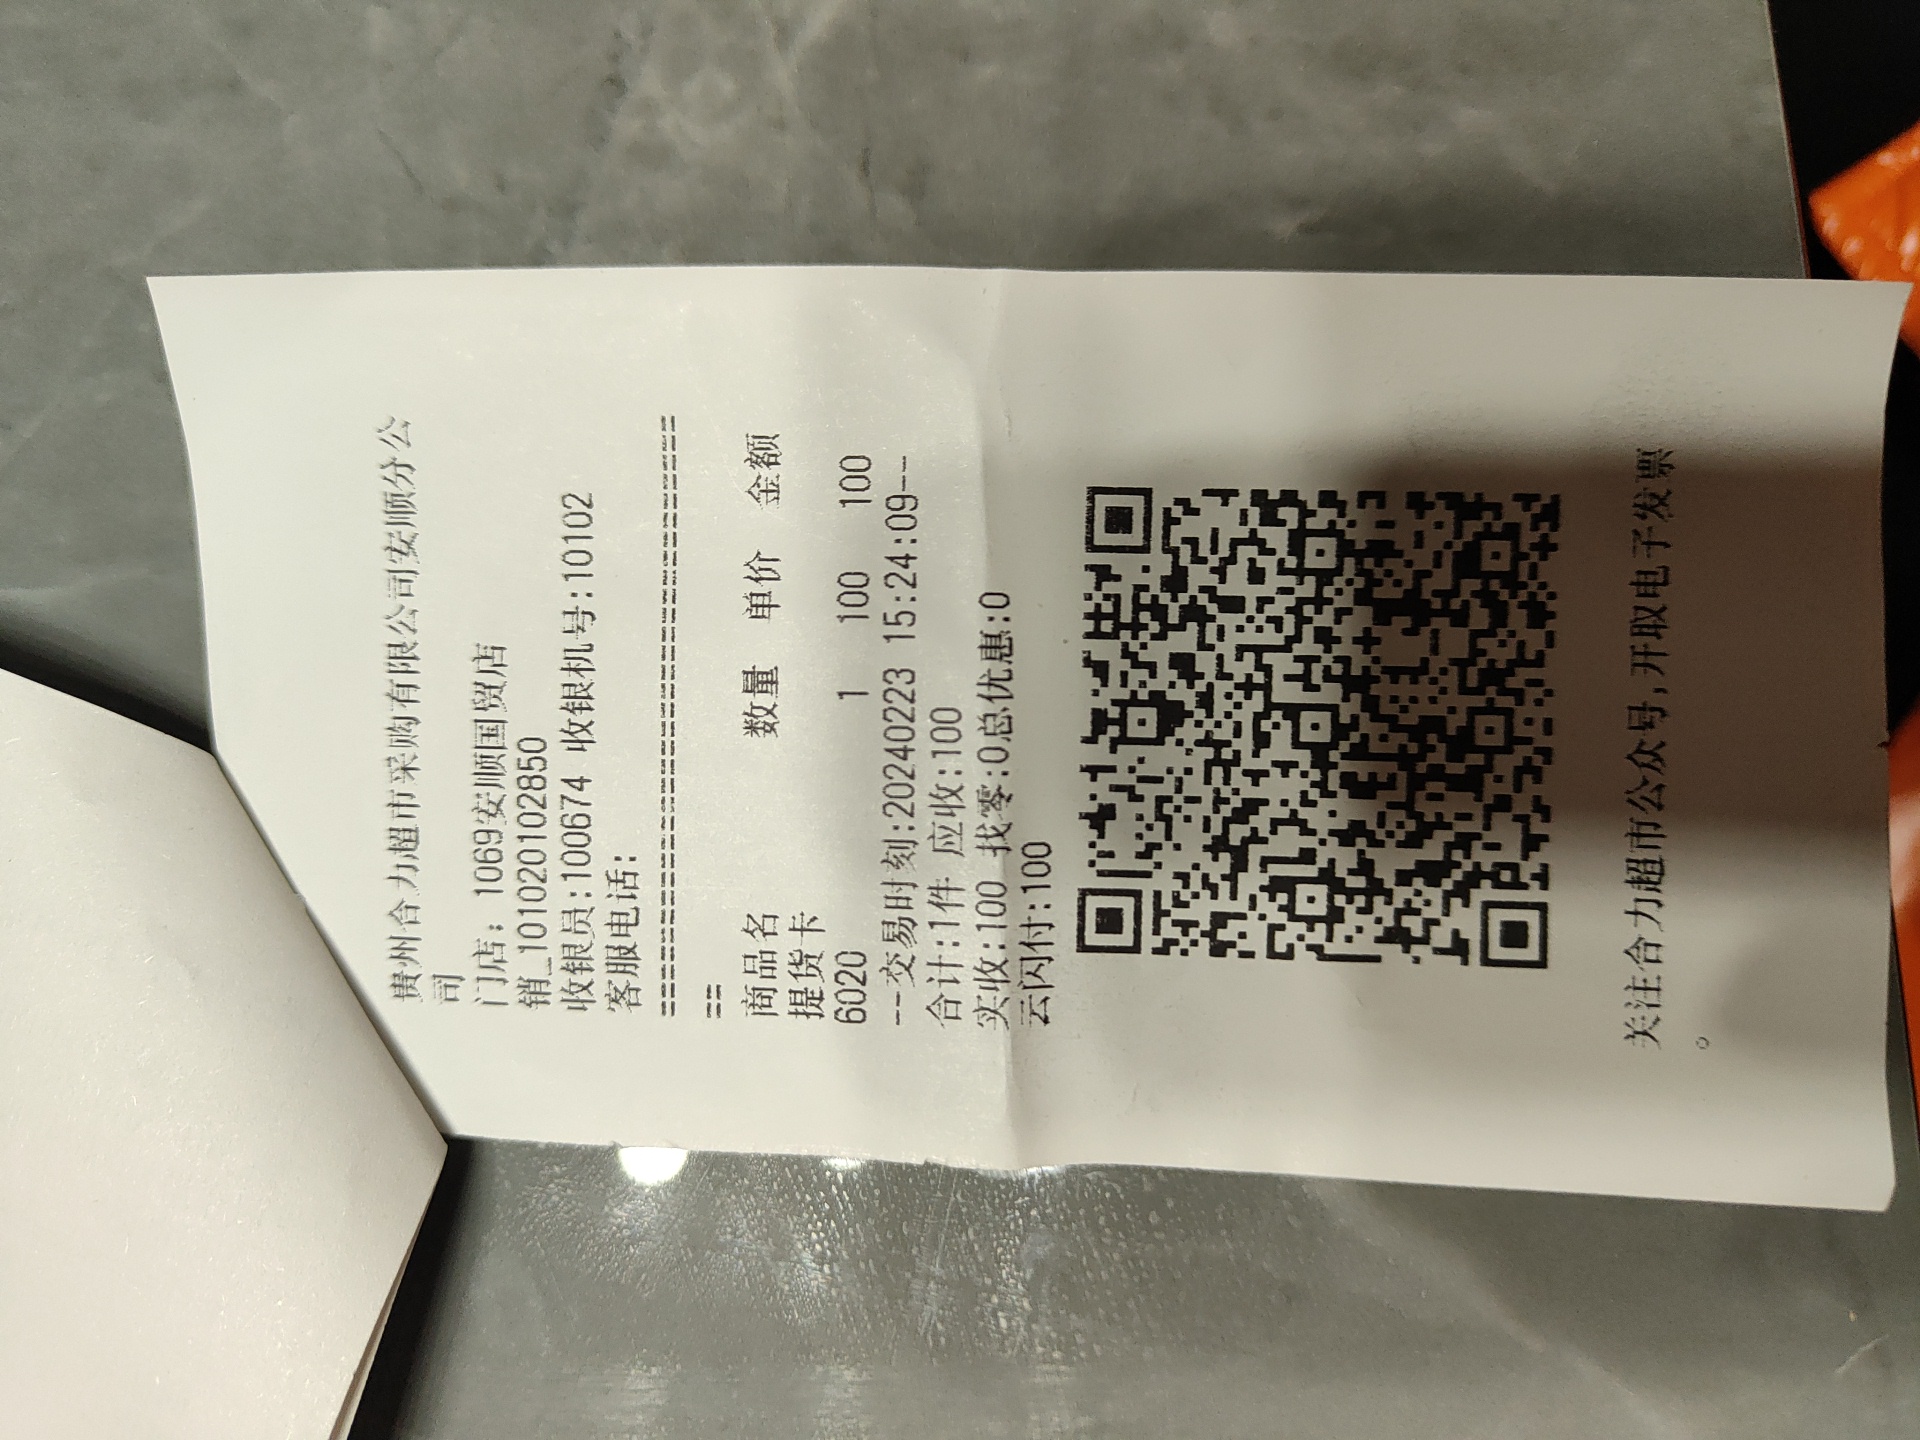 贵州合力超市采购有限公司安顺分公
司
门店：1069安顺国贸店
销_1010201028​50
收银员:100674 收银机号:10102
客服电话:
================================
==
商品名 数量 单价 金额
提货卡
6020 1 100 100
--交易时刻:20240223 15:24:09--
合计:1件 应收:100
实收:100 找零:0总优惠:0
云闪付:100
关注合力超市公众号,开取电子发票
。